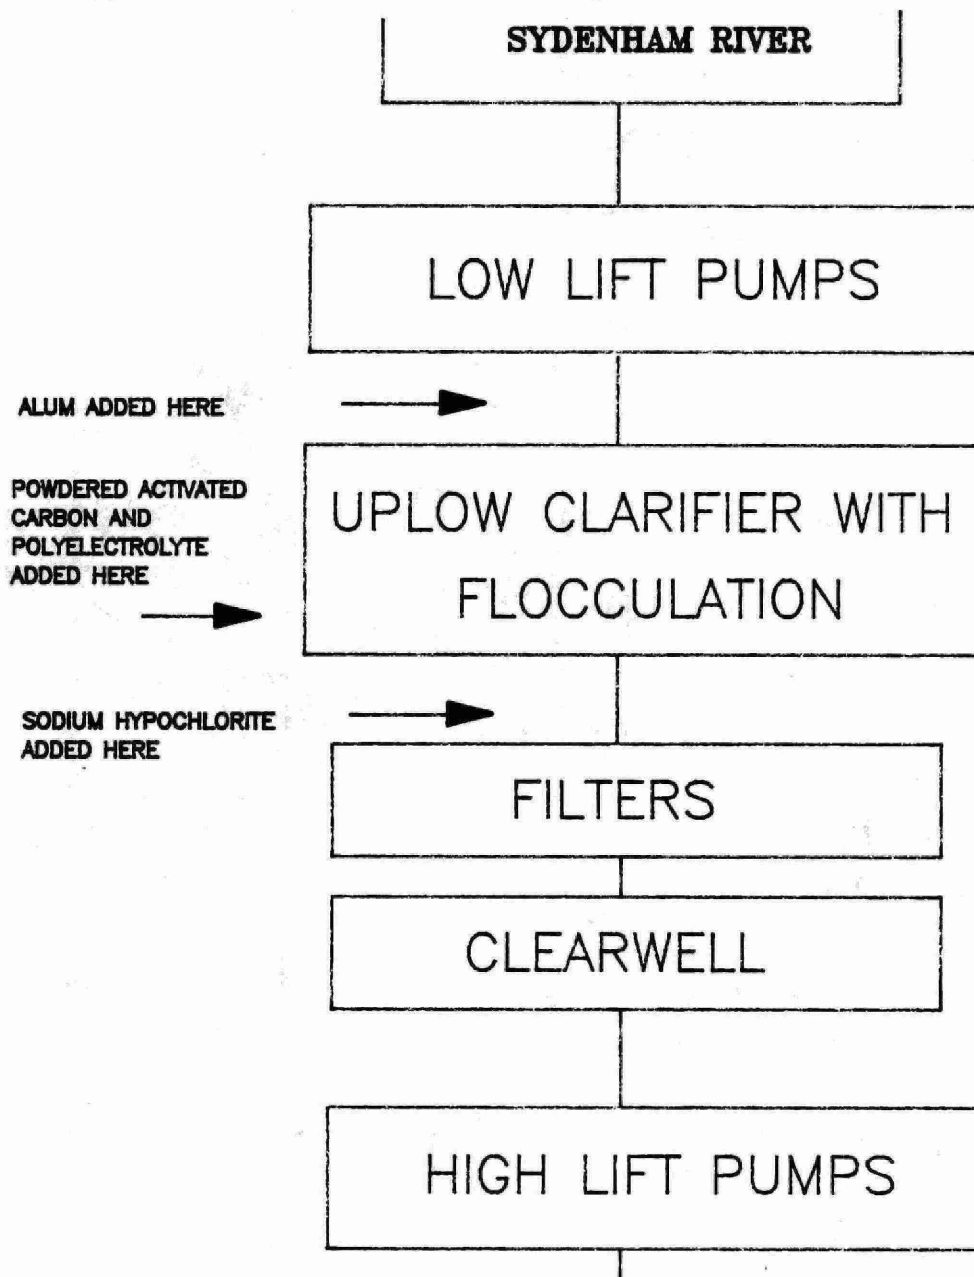 SYDENHAM RIVER
LOW LIFT PUMPS
ALUM ADDED HERE
POWDERED ACTIVATED
CARBON AND
POLYELECTROLYTE
ADDED HERE
UPLOW CLARIFIER WITH
FLOCCULATION
SODIUM HYPOCHLORITE
ADDED HERE
FILTERS
CLEARWELL
HIGH LIFT PUMPS